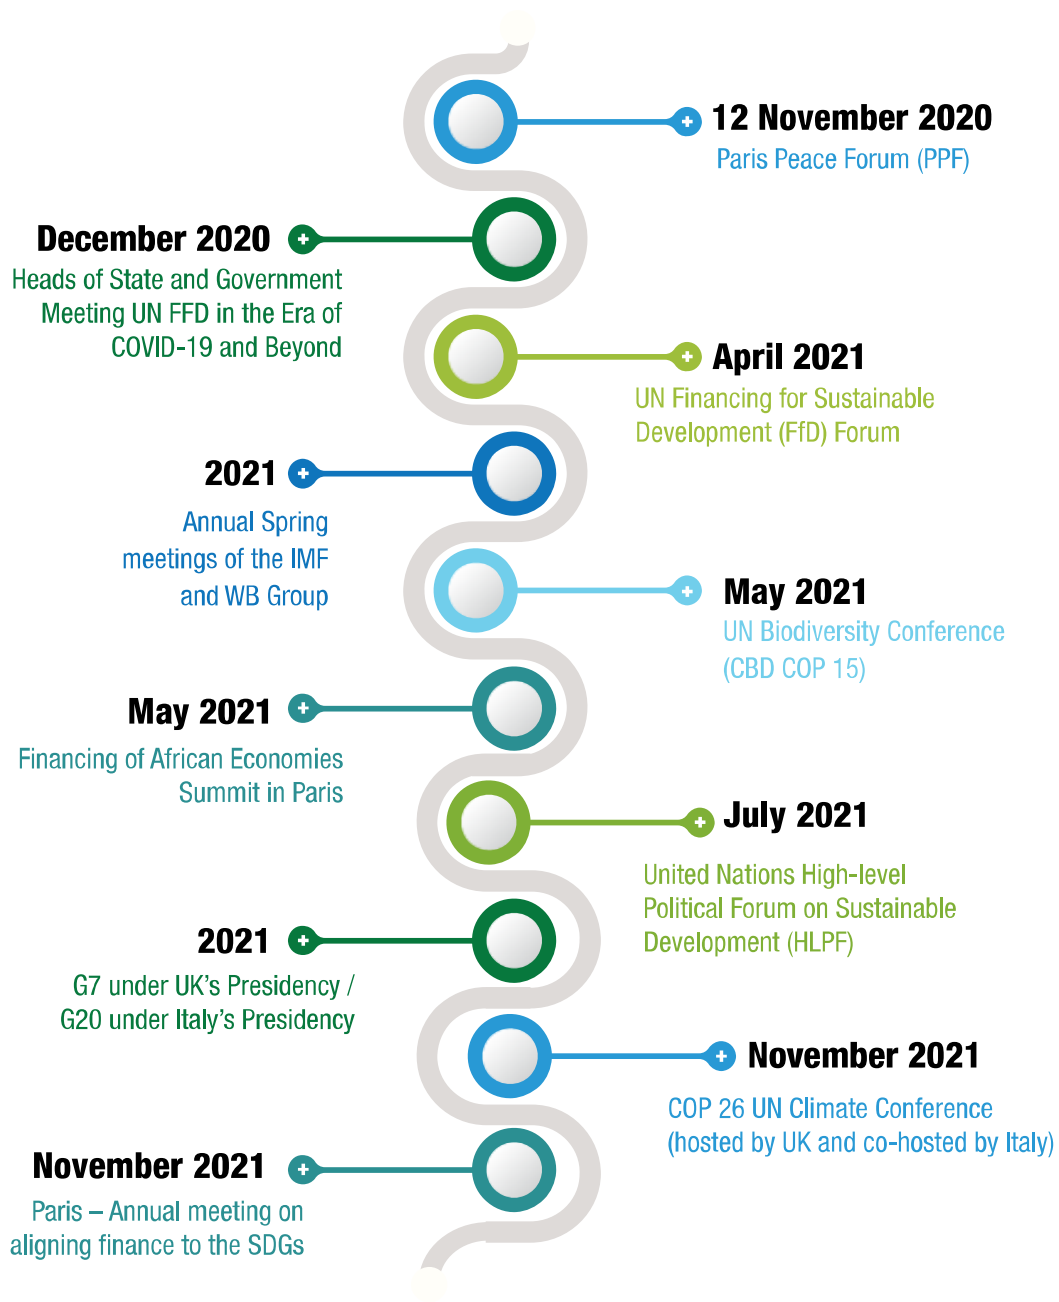 12 November 2020
Paris Peace Forum (PPF)
December 2020
Heads of State and Government
Meeting UN FFD in the Era of
COVID-19 and Beyond
April 2021
UN Financing for Sustainable
Development (FfD) Forum
2021
Annual Spring
meetings of the IMF
and WB Group
May 2021
UN Biodiversity Conference
(CBD COP 15)
May 2021
Financing of African Economies
Summit in Paris
July 2021
United Nations High-level
Political Forum on Sustainable
Development (HLPF)
2021
G7 under UK’s Presidency /
G20 under Italy’s Presidency
November 2021
COP 26 UN Climate Conference
(hosted by UK and co-hosted by Italy)
November 2021
Paris – Annual meeting on
aligning finance to the SDGs